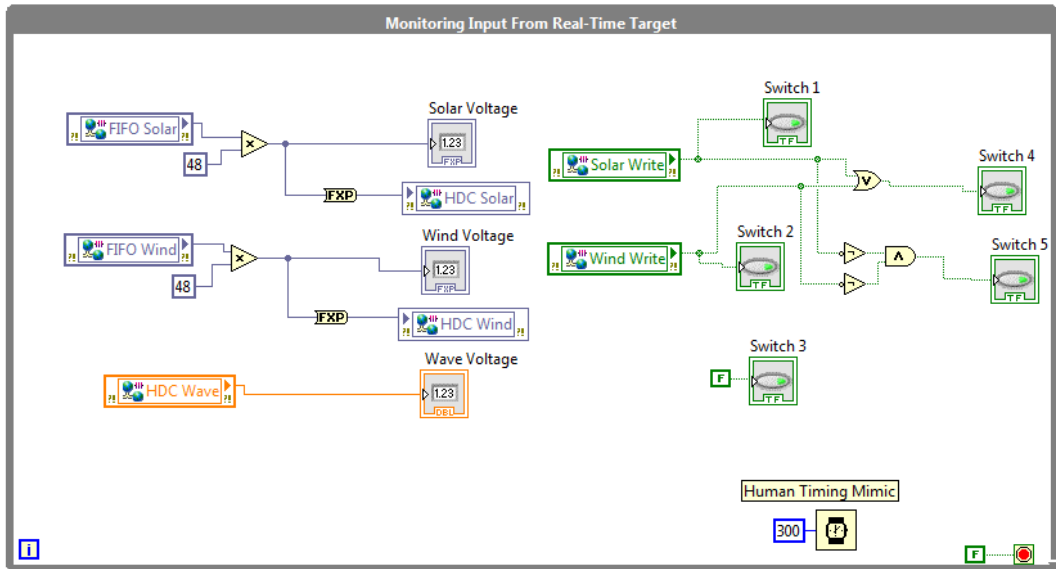 Monitoring Input From Real-Time Target
Solar Voltage
FIFO Solar
?!
?!
x
1.23
FXP
48
FXP
HDC Solar
?!
?!
Wind Voltage
FIFO Wind
?!
?!
x
1.23
FXP
48
FXP
HDC Wind
?!
?!
Wave Voltage
HDC Wave
?!
?!
1.23
DBL
Switch 1
TF
Solar Write
?!
?!
V
Switch 4
TF
Switch 2
Wind Write
?!
?!
TF
Switch 5
¬
¬
Λ
TF
Switch 3
F
TF
Human Timing Mimic
300
i
F